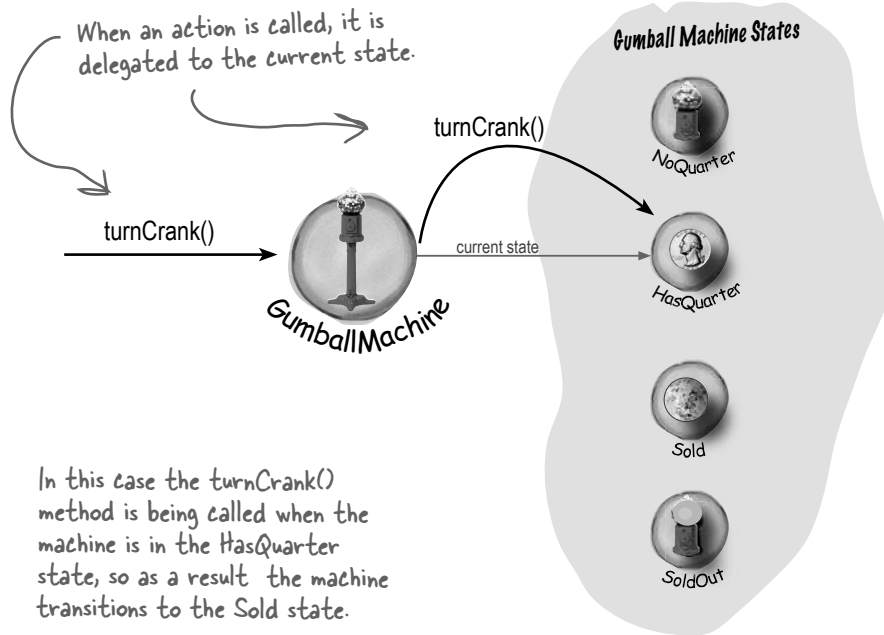 When an action is called, it is
delegated to the current state.
Gumball Machine States
turnCrank()
NoQuarter
turnCrank()
current state
HasQuarter
GumballMachine
Sold
In this case the turnCrank()
method is being called when the
machine is in the HasQuarter
state, so as a result the machine
transitions to the Sold state.
SoldOut